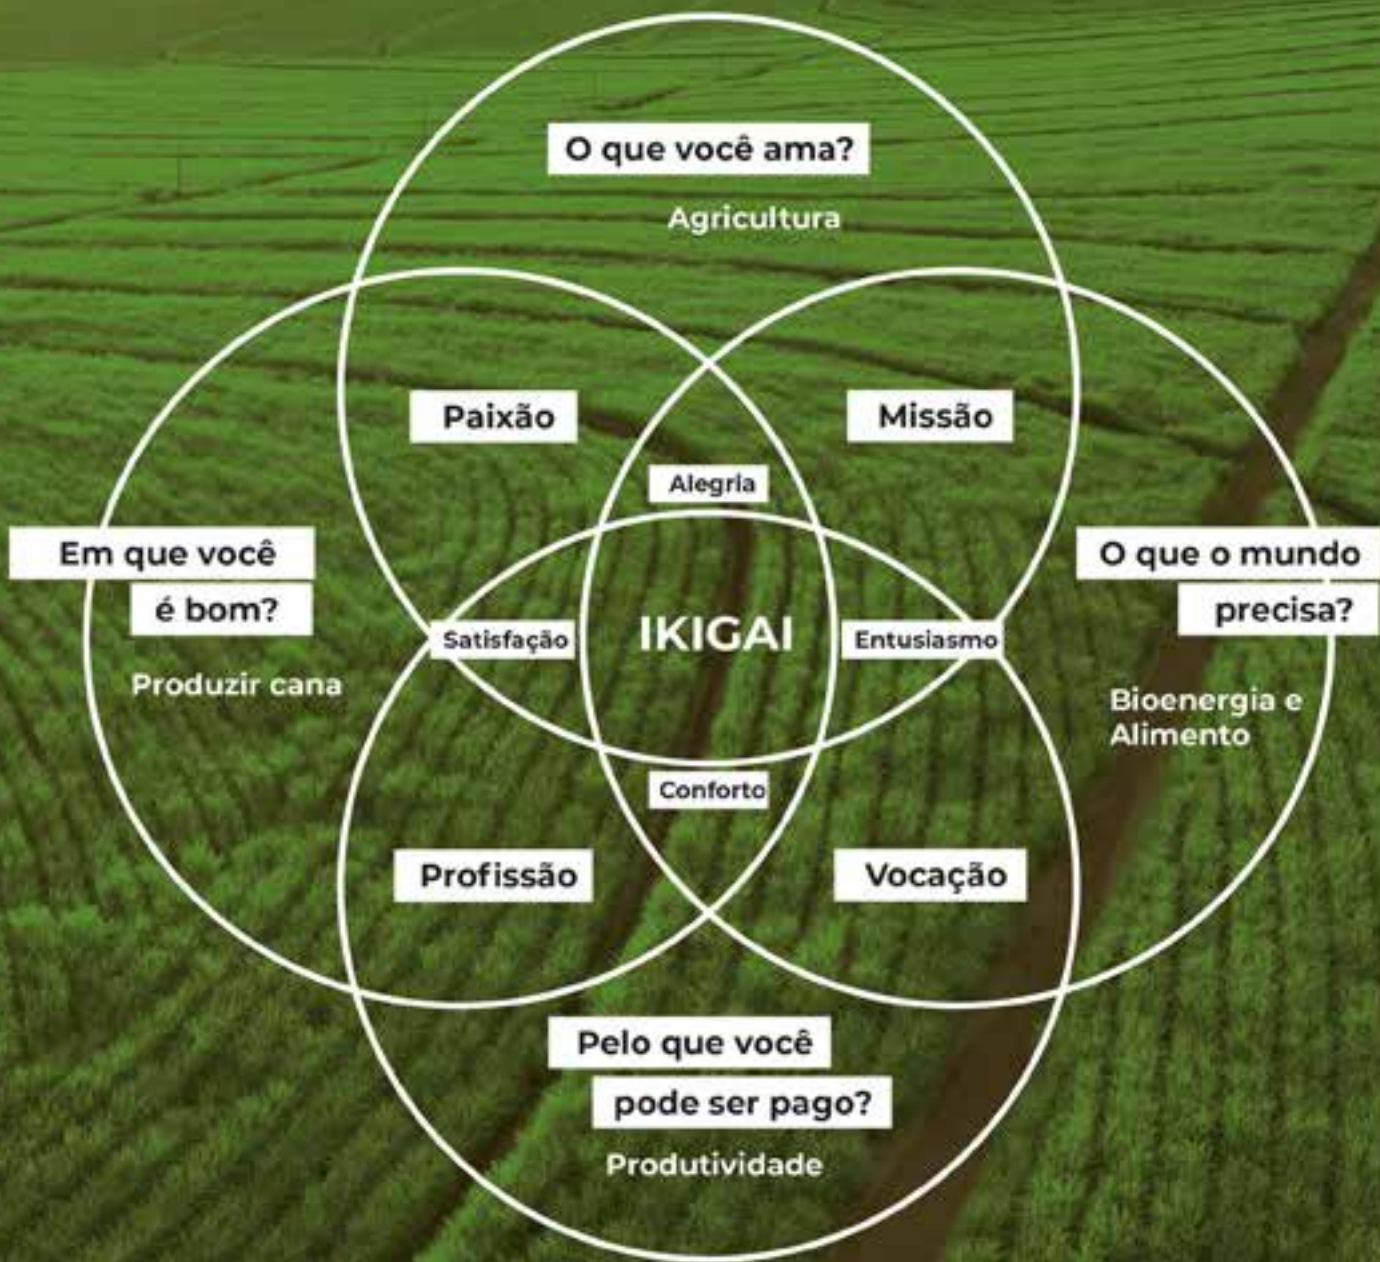 O que você ama?
Agricultura
Paixão
Missão
Alegria
Em que você
é bom?
Produzir cana
O que o mundo
precisa?
Bioenergia e
Alimento
Satisfação
IKIGAI
Entusiasmo
Conforto
Profissão
Vocação
Pelo que você
pode ser pago?
Produtividade